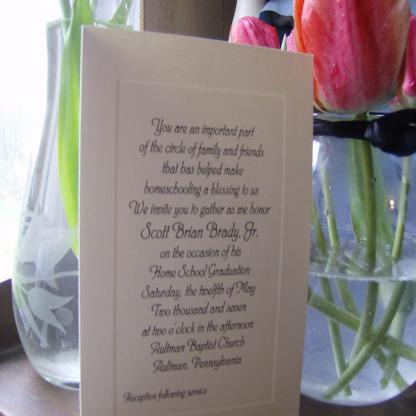 You are an important part
of the circle of family and friends
that has helped make
homeschooling a blessing to us
We invite you to gather as we honor
Scott Brian Brady, Jr.
on the occasion of his
Home School Graduation
Saturday, the twelfth of May
Two thousand and seven
at two o'clock in the afternoon
Aultman Baptist Church
Aultman, Pennsylvania
Reception following service